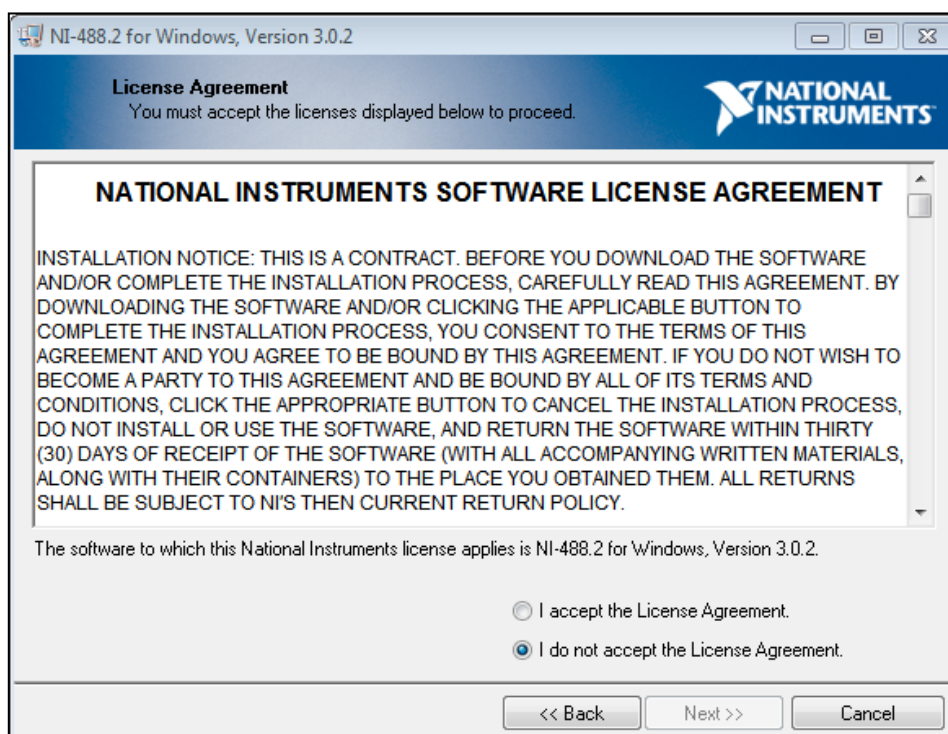 NI-488.2 for Windows, Version 3.0.2
License Agreement
You must accept the licenses displayed below to proceed.
NATIONAL
INSTRUMENTS
NATIONAL INSTRUMENTS SOFTWARE LICENSE AGREEMENT
INSTALLATION NOTICE: THIS IS A CONTRACT. BEFORE YOU DOWNLOAD THE SOFTWARE
AND/OR COMPLETE THE INSTALLATION PROCESS, CAREFULLY READ THIS AGREEMENT. BY
DOWNLOADING THE SOFTWARE AND/OR CLICKING THE APPLICABLE BUTTON TO
COMPLETE THE INSTALLATION PROCESS, YOU CONSENT TO THE TERMS OF THIS
AGREEMENT AND YOU AGREE TO BE BOUND BY THIS AGREEMENT. IF YOU DO NOT WISH TO
BECOME A PARTY TO THIS AGREEMENT AND BE BOUND BY ALL OF ITS TERMS AND
CONDITIONS, CLICK THE APPROPRIATE BUTTON TO CANCEL THE INSTALLATION PROCESS,
DO NOT INSTALL OR USE THE SOFTWARE, AND RETURN THE SOFTWARE WITHIN THIRTY
(30) DAYS OF RECEIPT OF THE SOFTWARE (WITH ALL ACCOMPANYING WRITTEN MATERIALS,
ALONG WITH THEIR CONTAINERS) TO THE PLACE YOU OBTAINED THEM. ALL RETURNS
SHALL BE SUBJECT TO NI'S THEN CURRENT RETURN POLICY.
The software to which this National Instruments license applies is NI-488.2 for Windows, Version 3.0.2.
I accept the License Agreement.
I do not accept the License Agreement.
<< Back
Next >>
Cancel